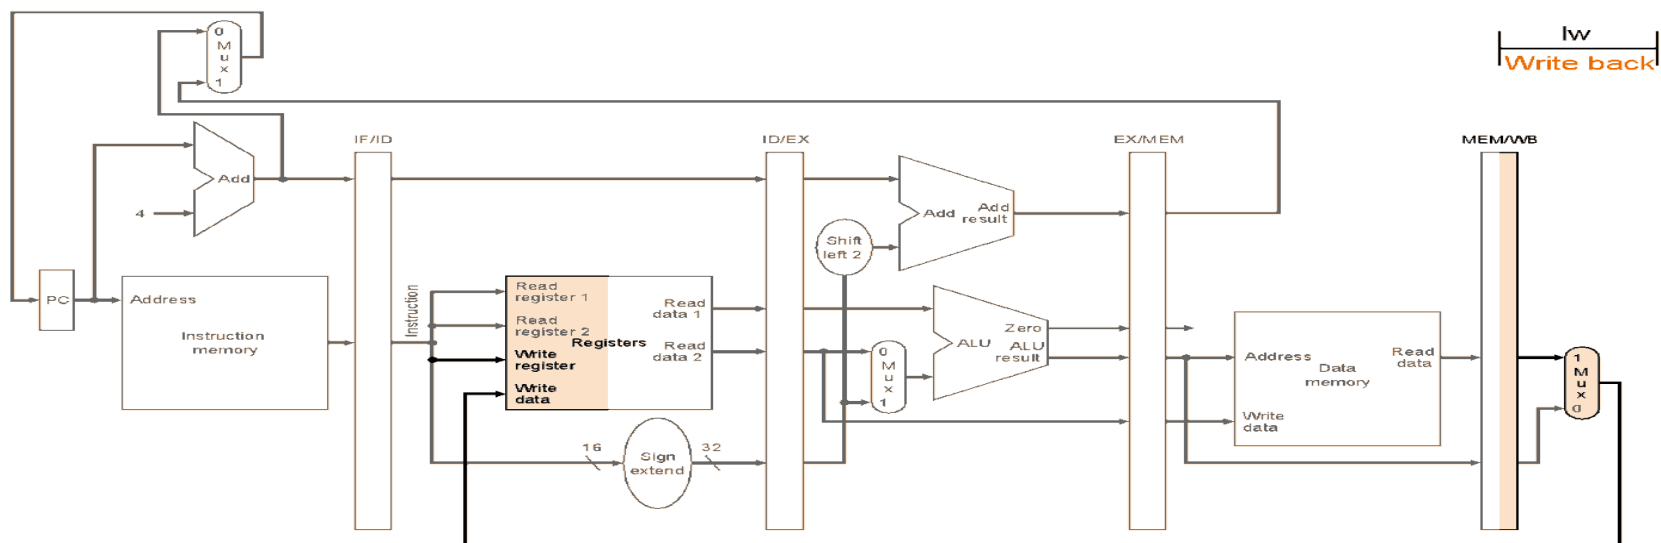 lw
Write back
0
M
u
x
1
IF/ID
ID/EX
EX/MEM
MEM/WB
Add
4
Add
Add
result
Shift
left 2
PC
Address
Instruction
memory
Instruction
Read
register 1
Read
register 2
Write
register
Write
data
Registers
Read
data 1
Read
data 2
16
Sign
extend
32
0
M
u
x
1
Zero
ALU
ALU
result
Address
Write
data
Data
memory
Read
data
1
M
u
x
0